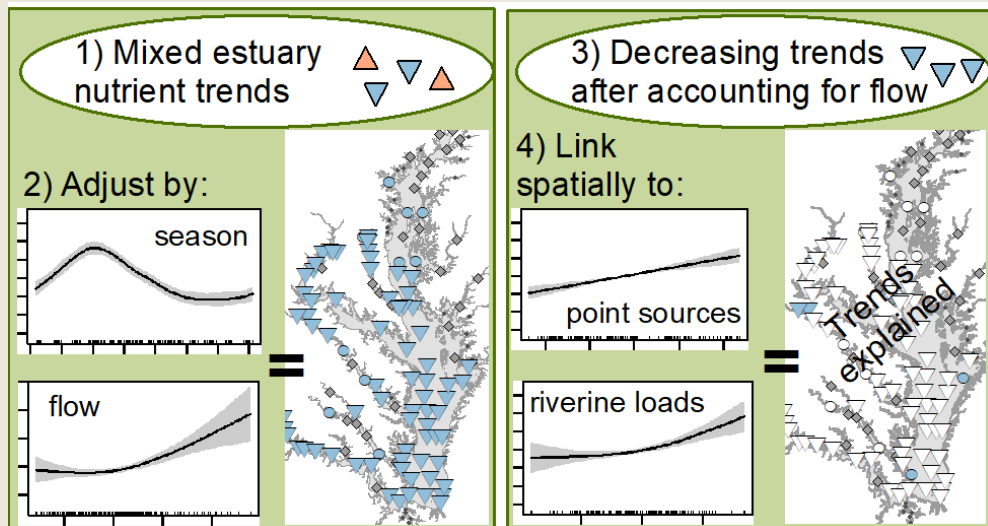 1) Mixed estuary
nutrient trends
2) Adjust by:
season
flow
=
3) Decreasing trends
after accounting for flow
4) Link
spatially to:
point sources
riverine loads
=
Trends
explained